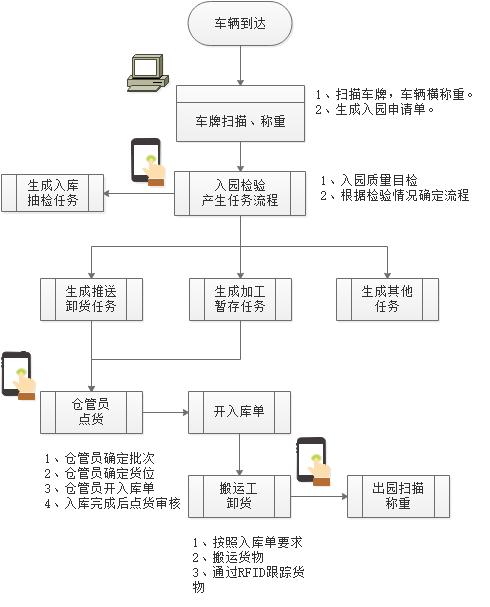 车辆到达
1、扫描车牌，车辆横称重。
2、生成入园申请单。
车牌扫描、称重
生成入库
抽检任务
入园检验
产生任务流程
1、入园质量目检
2、根据检验情况确定流程
生成推送
卸货任务
生成加工
暂存任务
生成其他
任务
仓管员
点货
开入库单
1、仓管员确定批次
2、仓管员确定货位
3、仓管员开入库单
4、入库完成后点货审核
搬运工
卸货
出园扫描
称重
1、按照入库单要求
2、搬运货物
3、通过RFID跟踪货
物